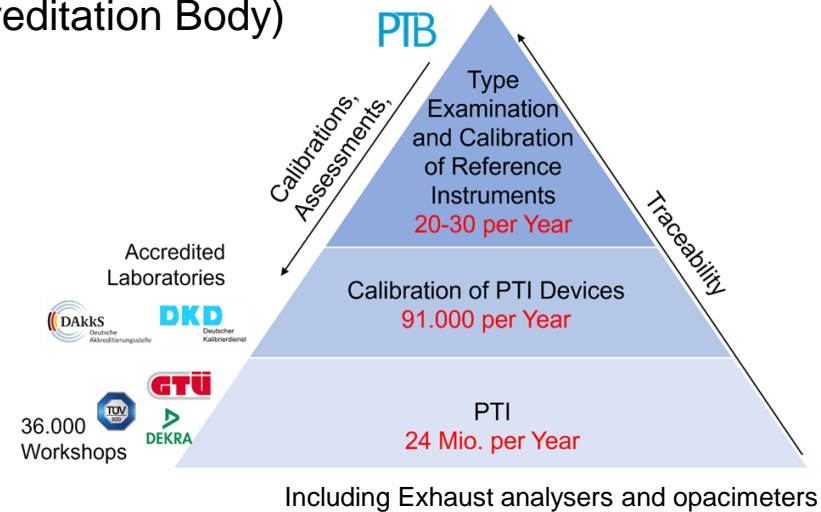 reditation Body)
PTB
Type
Examination
and Calibration
of Reference
Instruments
20-30 per Year
Calibrations,
Assessments,
Traceability
Accredited
Laboratories
DAkkS
Deutsche
Akkreditierungsstelle
DKD
Deutscher
Kalibrierdienst
Calibration of PTI Devices
91.000 per Year
GTÜ
TÜV
SÜD
DEKRA
36.000
Workshops
PTI
24 Mio. per Year
Including Exhaust analysers and opacimeters